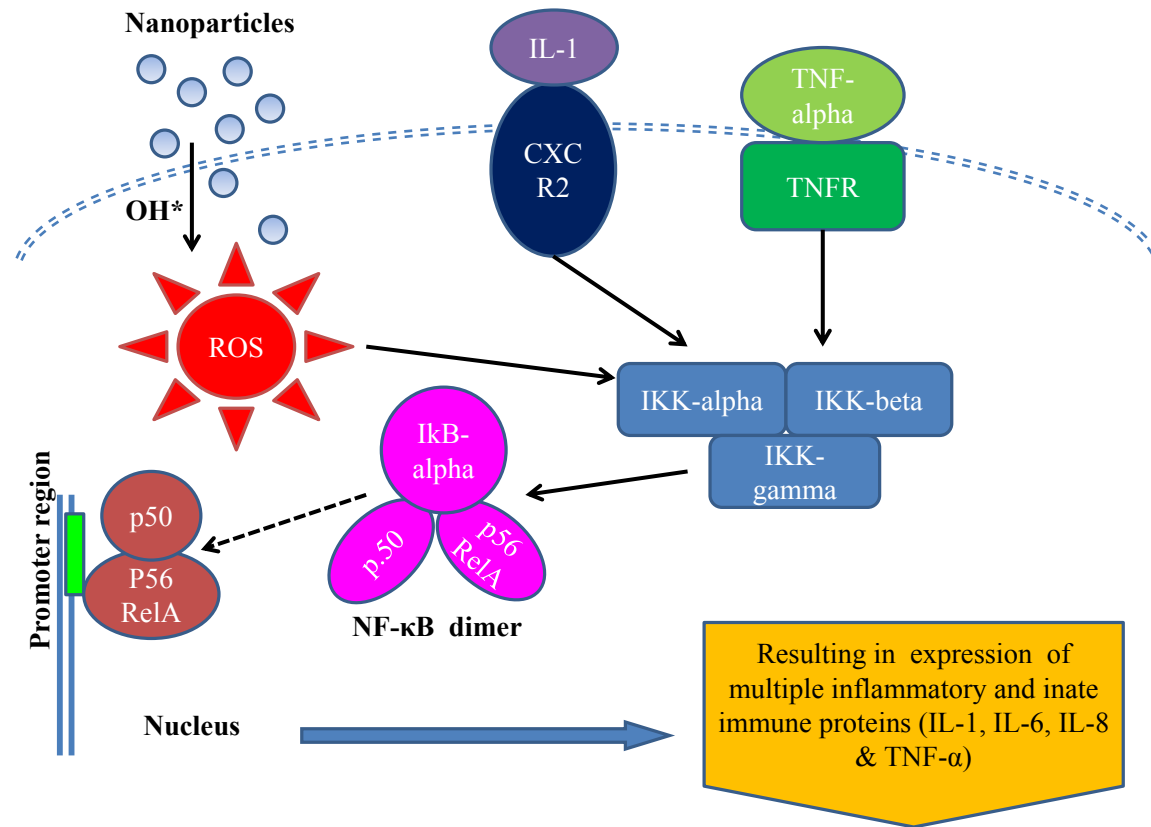 Nanoparticles
IL-1
TNF-
alpha
CXC
R2
TNFR
OH*
ROS
IKK-alpha
IKK-beta
IKK-
gamma
IkB-
alpha
p.50
p56
RelA
NF-κB dimer
Promoter region
p50
P56
RelA
Nucleus
Resulting in expression of
multiple inflammatory and inate
immune proteins (IL-1, IL-6, IL-8
& TNF-α)